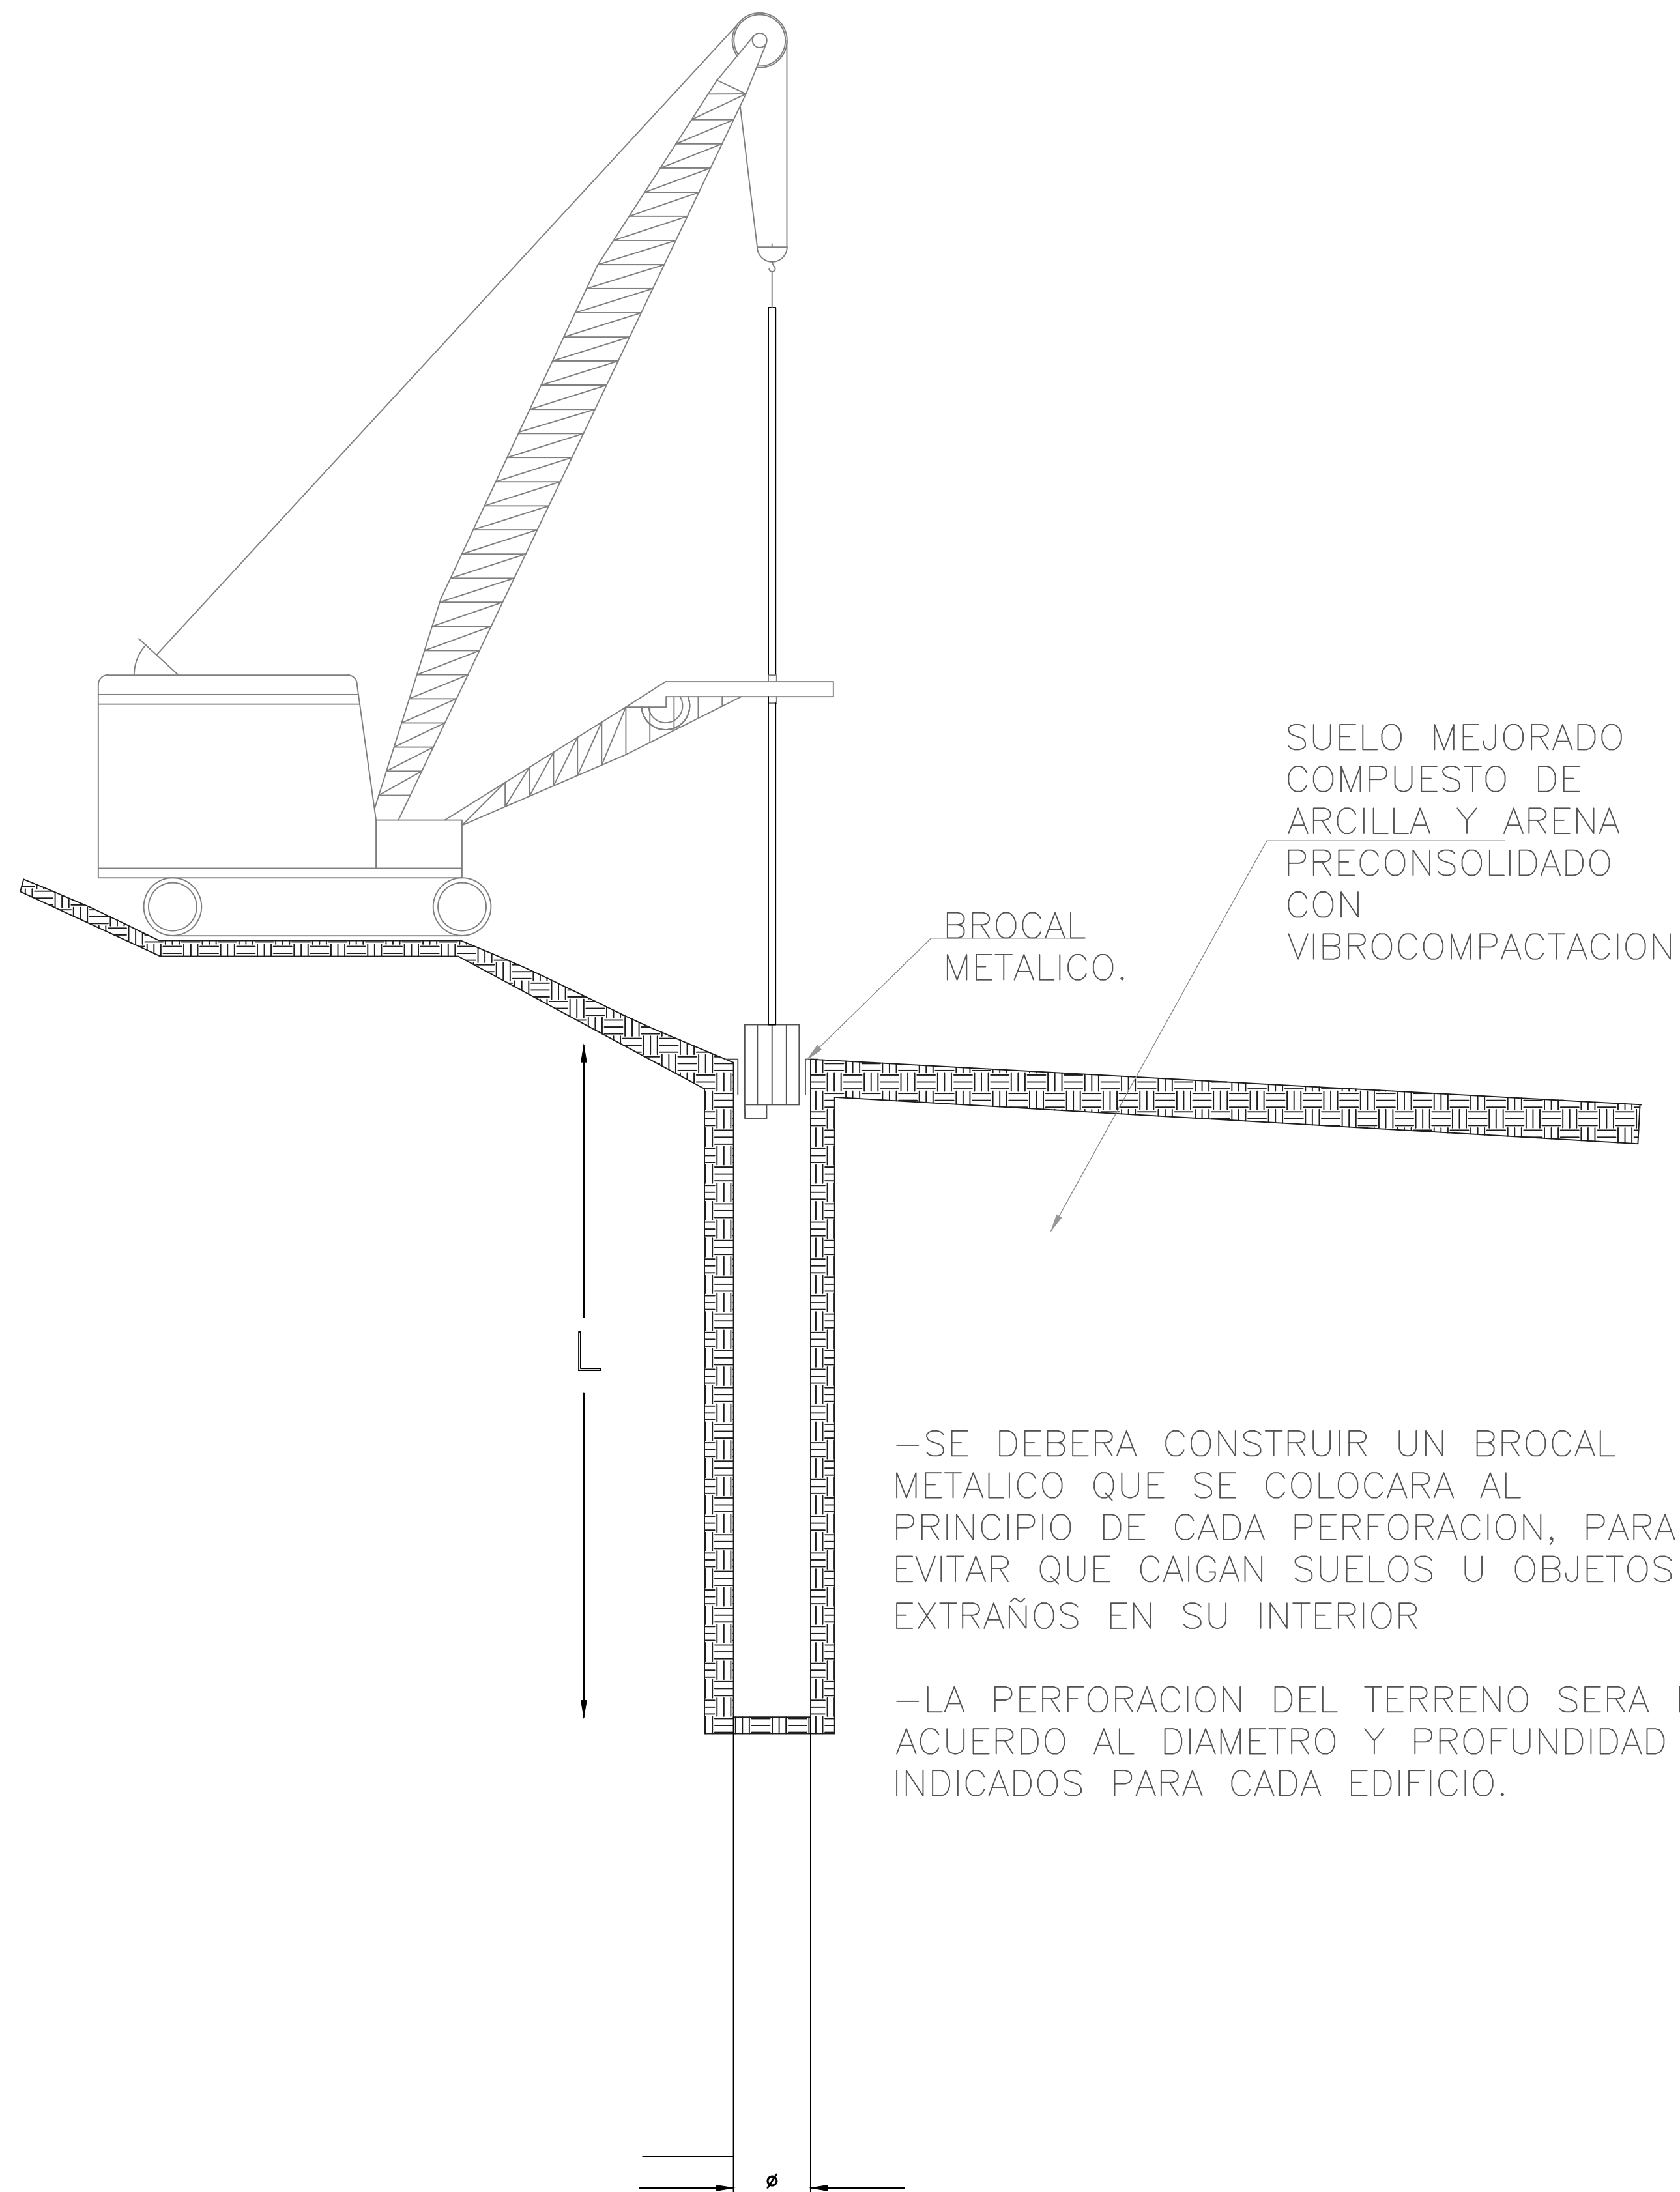 SUELO MEJORADO
COMPUESTO DE
ARCILLA Y ARENA
PRECONSOLIDADO
CON
VIBROCOMPACTACION
BROCAL
METALICO.
L
-SE DEBERA CONSTRUIR UN BROCAL
METALICO QUE SE COLOCARA AL
PRINCIPIO DE CADA PERFORACION, PARA
EVITAR QUE CAIGAN SUELOS U OBJETOS
EXTRAÑOS EN SU INTERIOR
-LA PERFORACION DEL TERRENO SERA
ACUERDO AL DIAMETRO Y PROFUNDIDAD
INDICADOS PARA CADA EDIFICIO.
ø